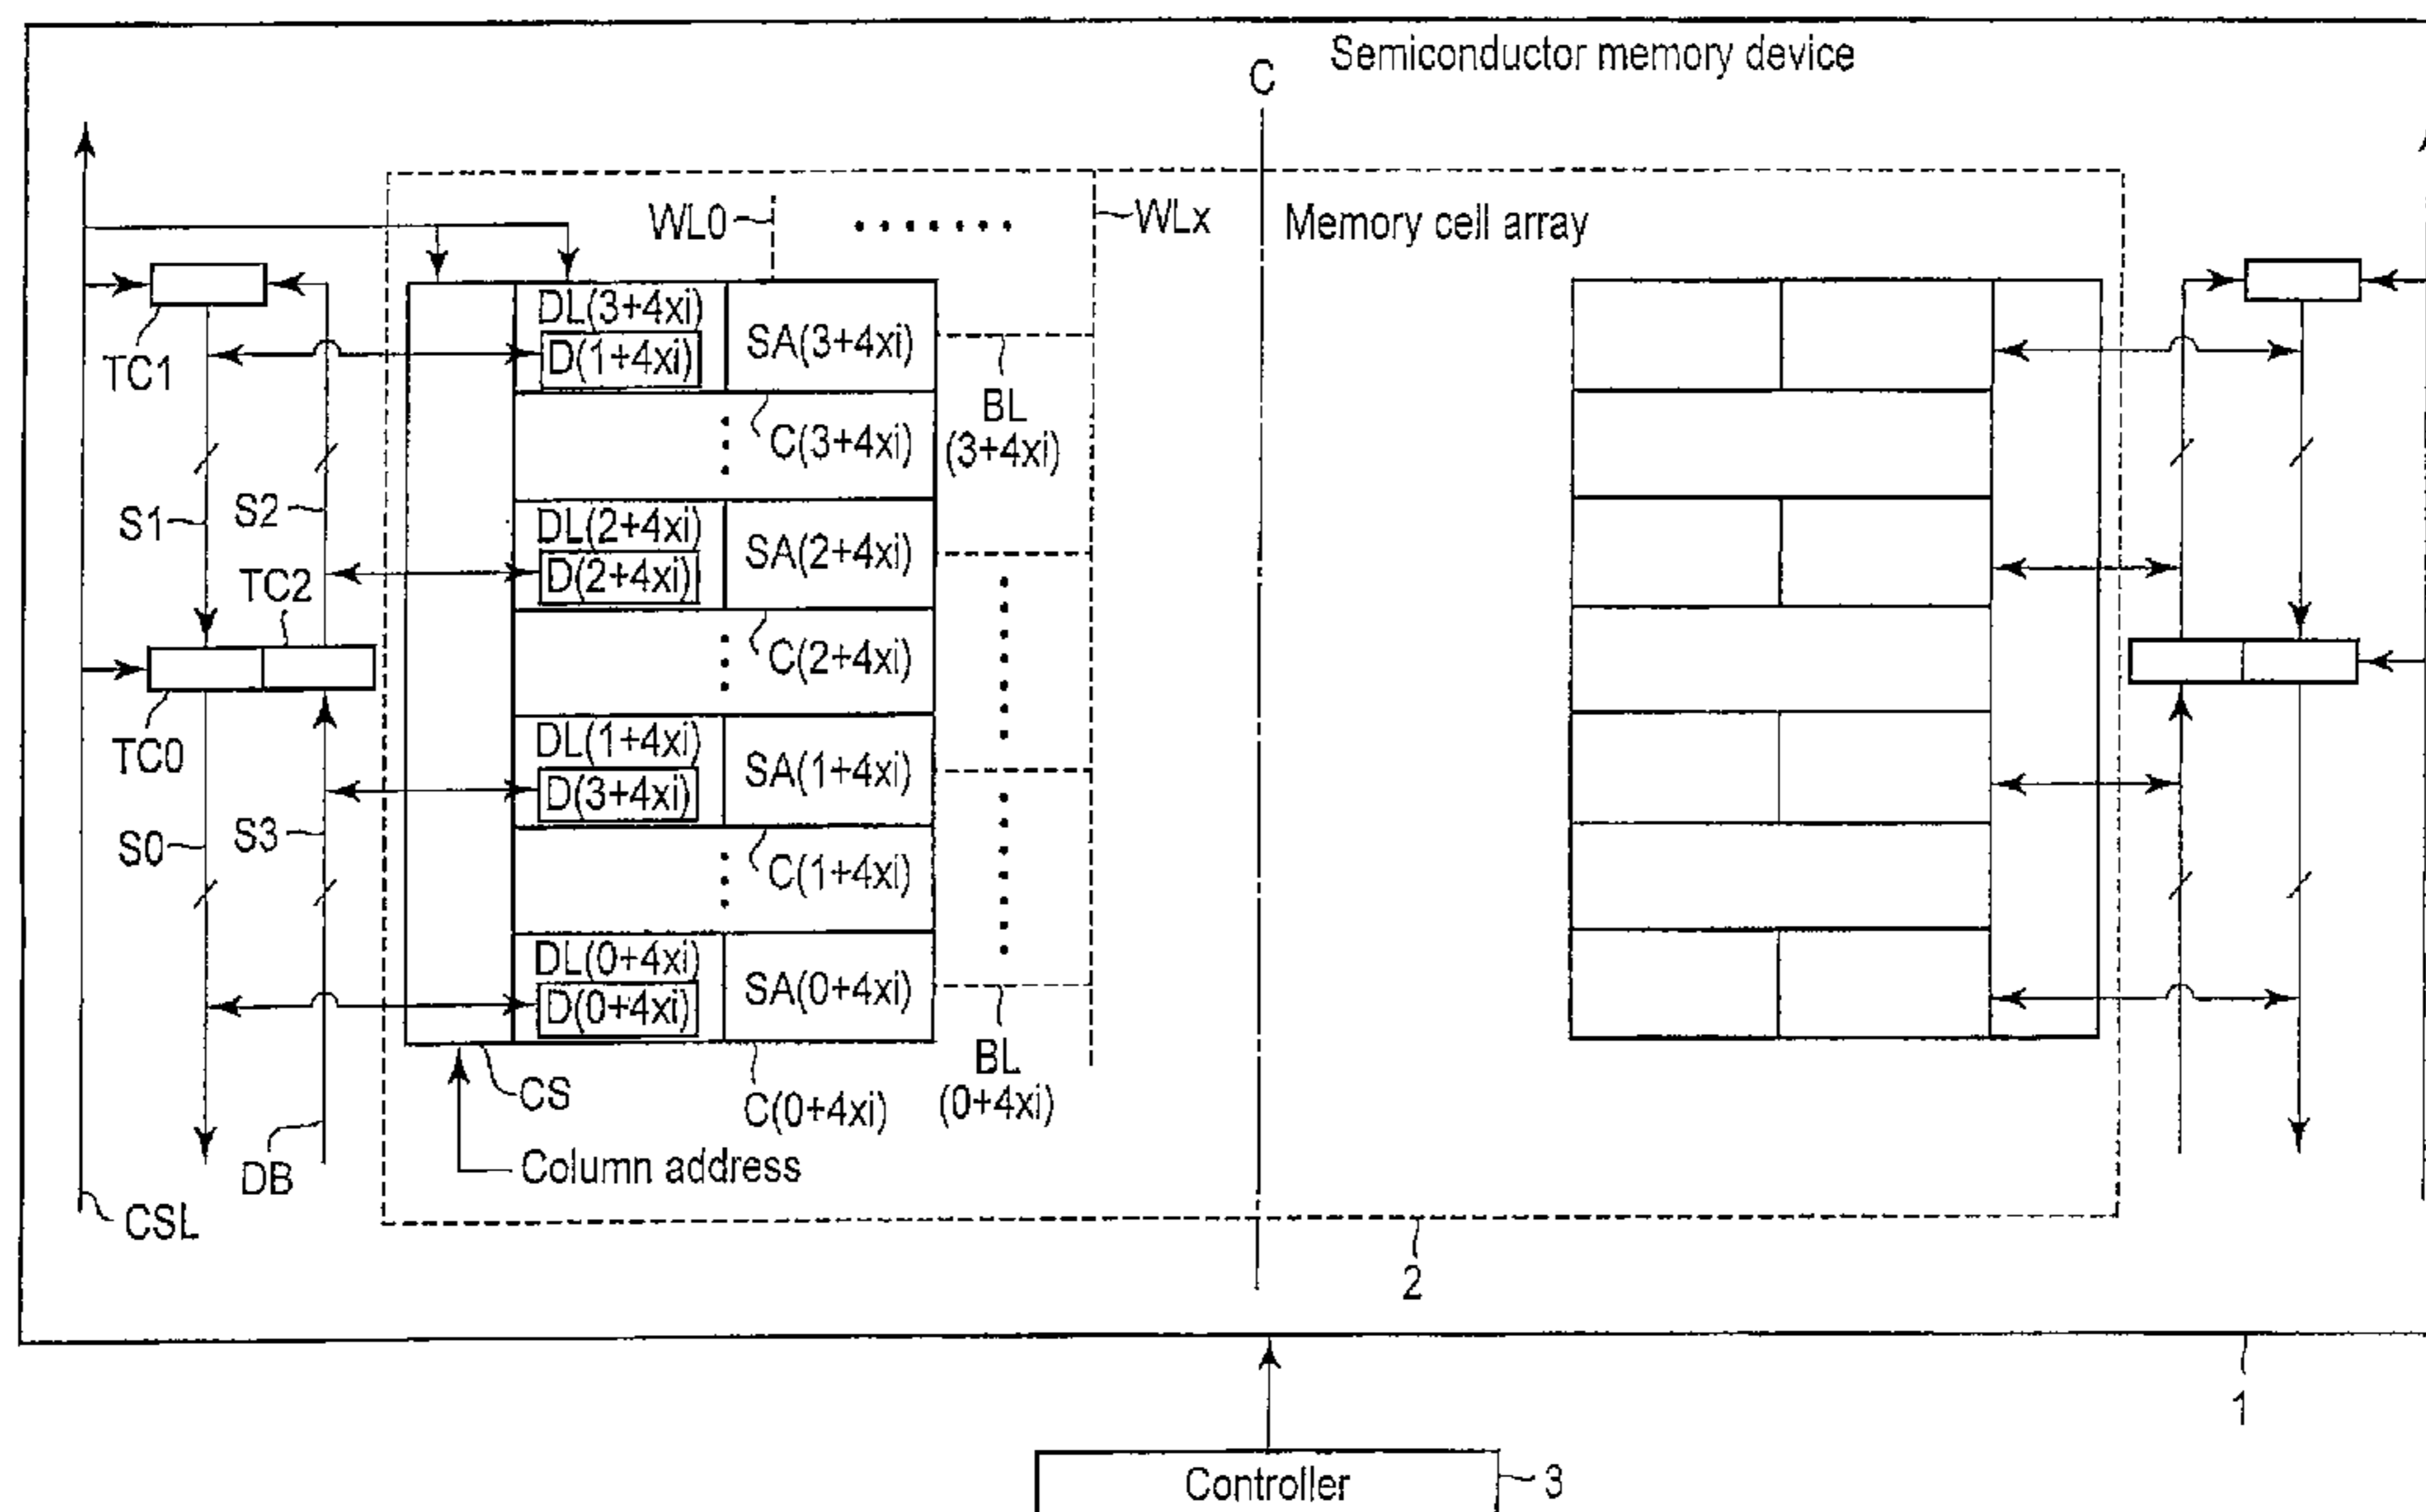 Semiconductor memory device
C
WL0
WLx
Memory cell array
DL(3+4xi)
D(1+4xi)
SA(3+4xi)
TC1
BL
(3+4xi)
C(3+4xi)
S1
S2
DL(2+4xi)
D(2+4xi)
SA(2+4xi)
TC2
C(2+4xi)
DL(1+4xi)
D(3+4xi)
SA(1+4xi)
TC0
S0
S3
C(1+4xi)
DL(0+4xi)
D(0+4xi)
SA(0+4xi)
CS
C(0+4xi)
BL
(0+4xi)
DB
Column address
CSL
2
1
Controller
3